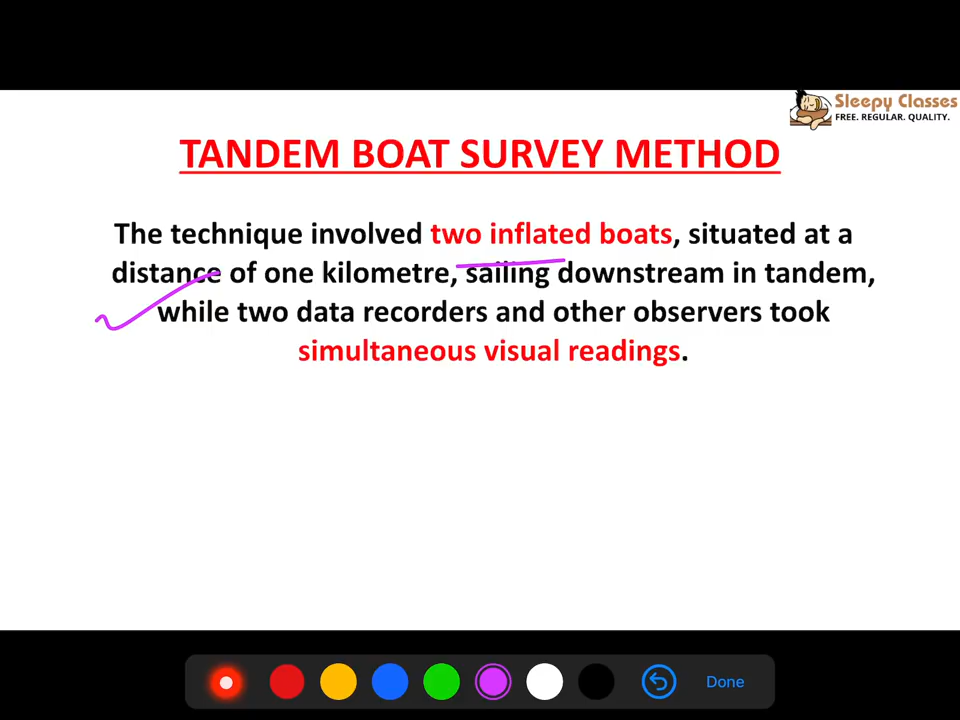 Sleepy Classes
FREE. REGULAR. QUALITY.
TANDEM BOAT SURVEY METHOD
The technique involved two inflated boats, situated at a
distance of one kilometre, sailing downstream in tandem,
while two data recorders and other observers took
simultaneous visual readings.
Done